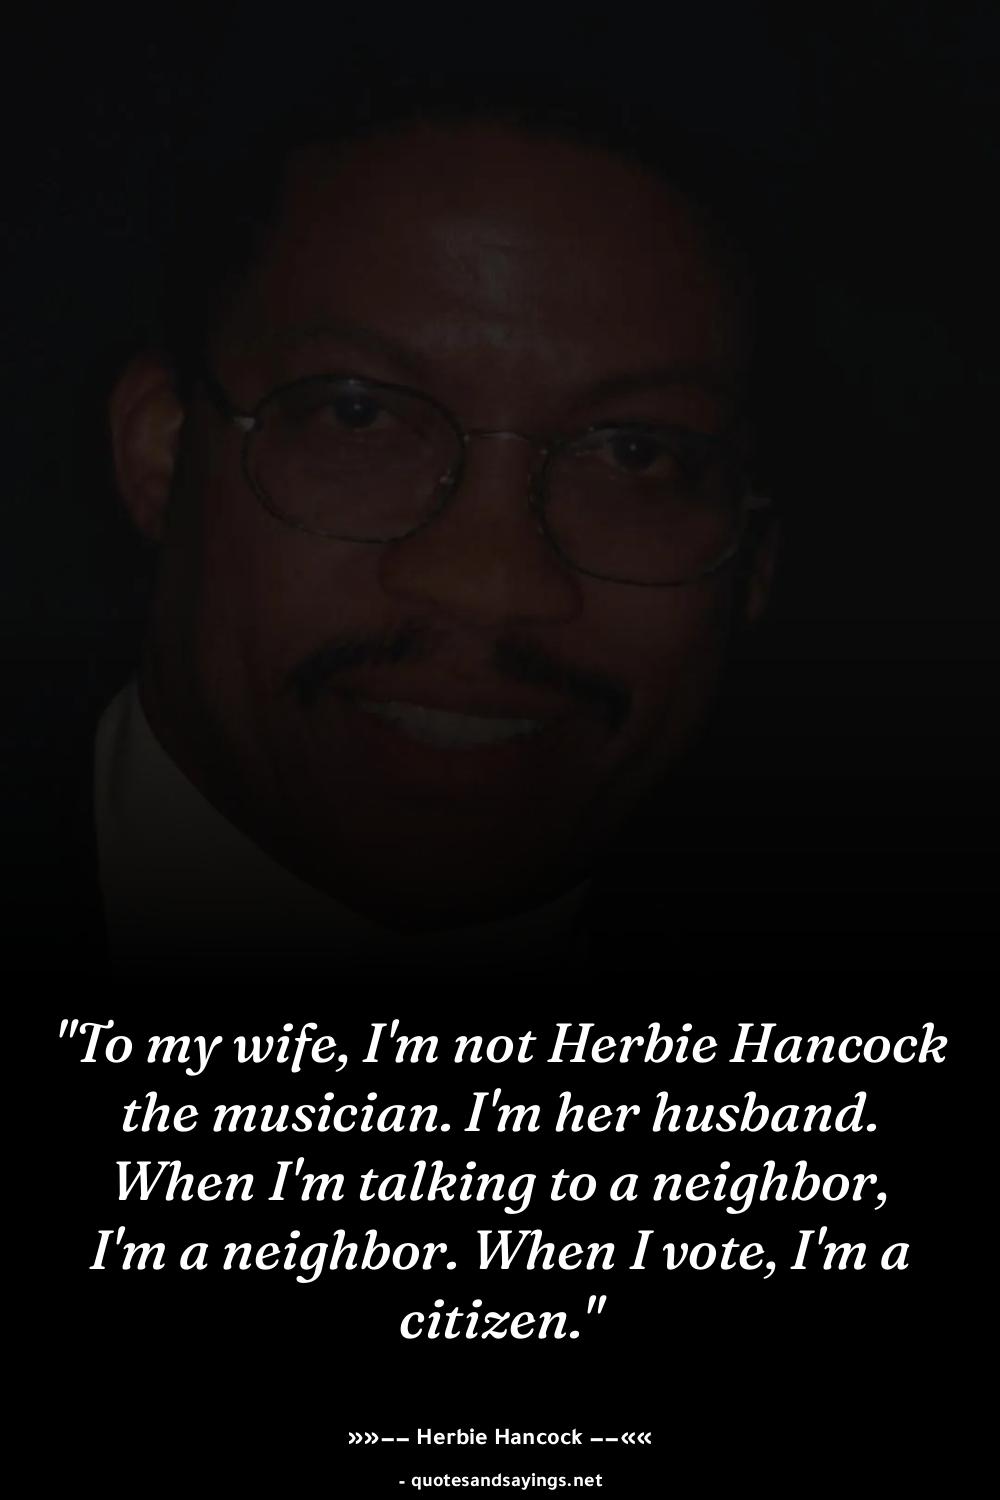 "To my wife, I'm not Herbie Hancock
the musician. I'm her husband.
When I'm talking to a neighbor,
I'm a neighbor. When I vote, I'm a
citizen."
»»−− Herbie Hancock −−««
- quotesandsayings.net